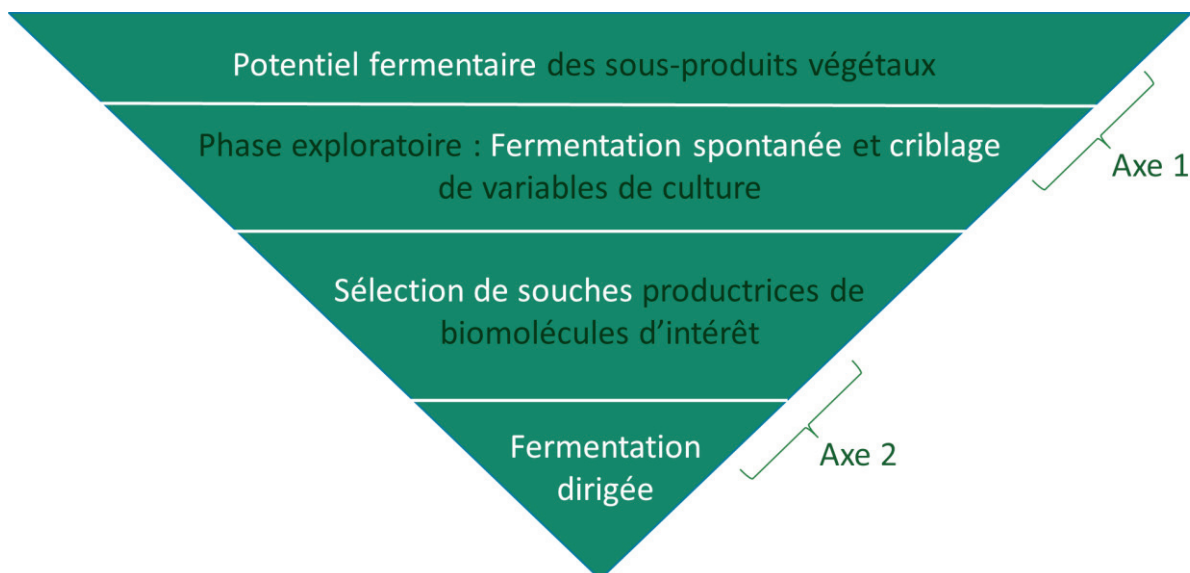 Potentiel fermentaire des sous-produits végétaux
Phase exploratoire : Fermentation spontanée et criblage
de variables de culture
Axe 1
Sélection de souches productrices de
biomolécules d’intérêt
Fermentation
dirigée
Axe 2